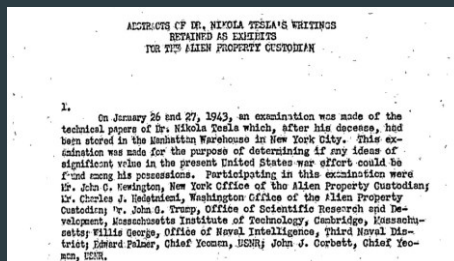 ABSTRACTS OF DR. NIKOLA TESLA'S WRITINGS
RETAINED AS EXHIBITS
FOR THE ALIEN PROPERTY CUSTODIAN
1.
On January 26 and 27, 1943, an examination was made of the
technical papers of Dr. Nikola Tesla which, after his decease, had
been stored in the Manhattan Warehouse in New York City. This ex-
amination was made for the purpose of determining if any ideas of
significant value in the present United States war effort could be
found among his possessions. Participating in this examination were
Mr. John C. Newington, New York Office of the Alien Property Custodian;
Mr. Charles J. Hedetniemi, Washington Office of the Alien Property
Custodian; Dr. John G. Trump, Office of Scientific Research and De-
velopment, Massachusetts Institute of Technology, Cambridge, Massachu-
setts; Willis George, Office of Naval Intelligence, Third Naval Dis-
trict; Edward Palmer, Chief Yeoman, USNR; John J. Corbett, Chief Yeo-
man, USNR.